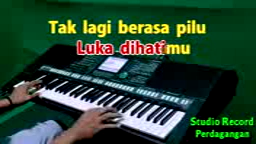 Tak lagi berasa pilu
Luka dihatimu
Studio Record
Perdagangan